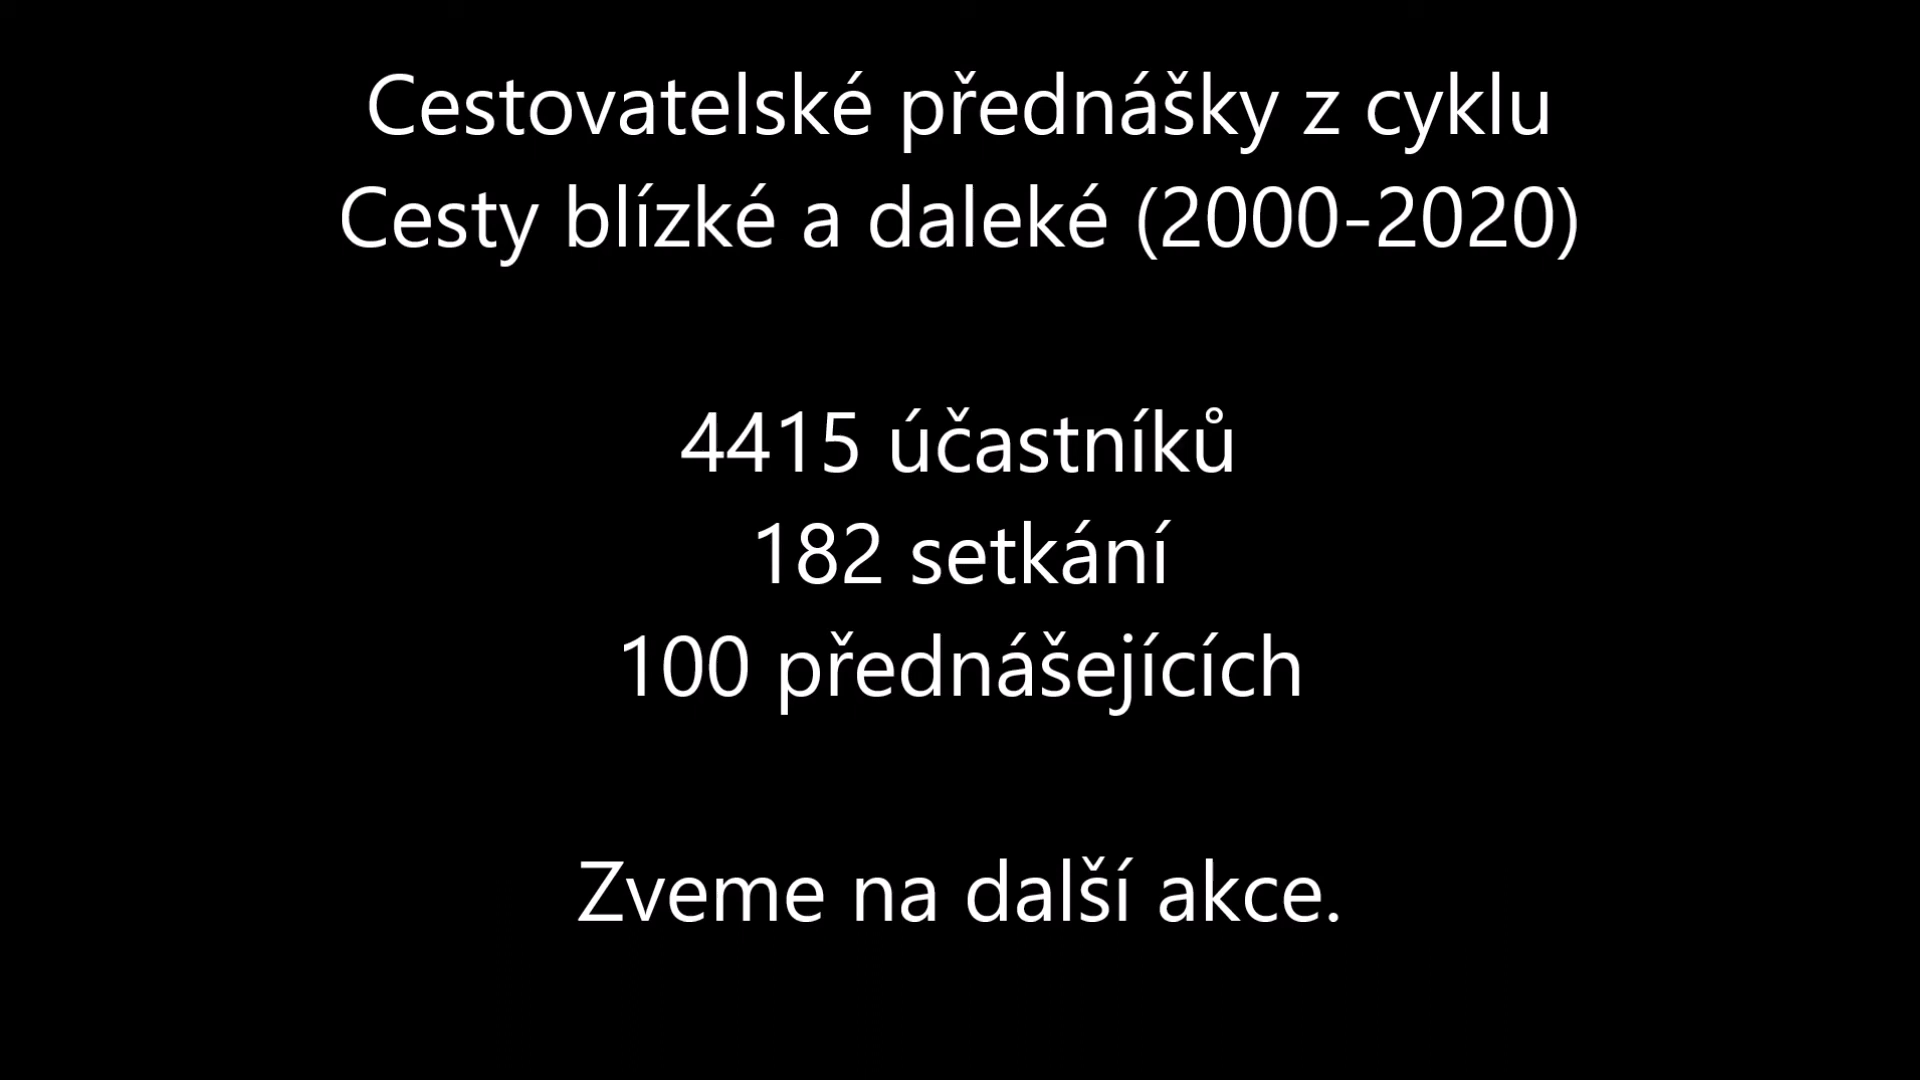 Cestovatelské přednášky z cyklu
Cesty blízké a daleké (2000-2020)
4415 účastníků
182 setkání
100 přednášejících
Zveme na další akce.